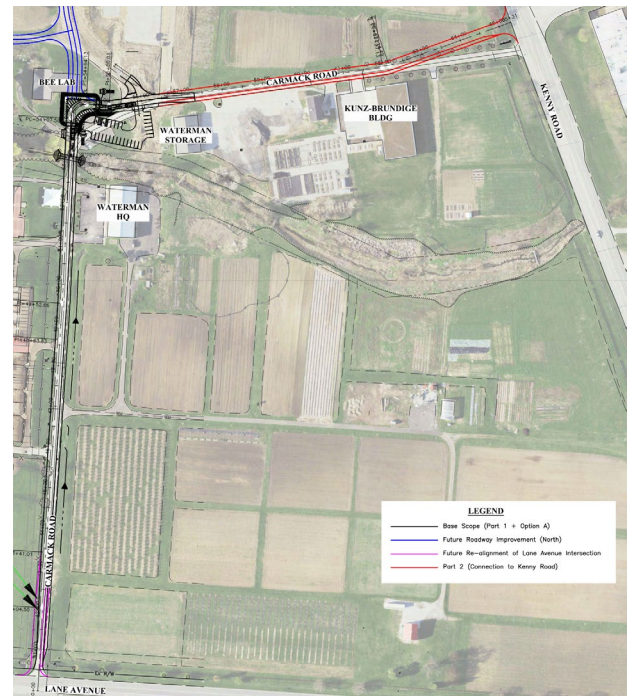 CARMACK ROAD
BEE LAB
KENNY ROAD
KUNZ-BRUNDIGE
BLDG
WATERMAN
STORAGE
WATERMAN
HQ
LEGEND
Base Scope (Part 1 + Option A)
Future Roadway Improvement (North)
Future Re-alignment of Lane Avenue Intersection
Part 2 (Connection to Kenny Road)
CARMACK ROAD
LANE AVENUE